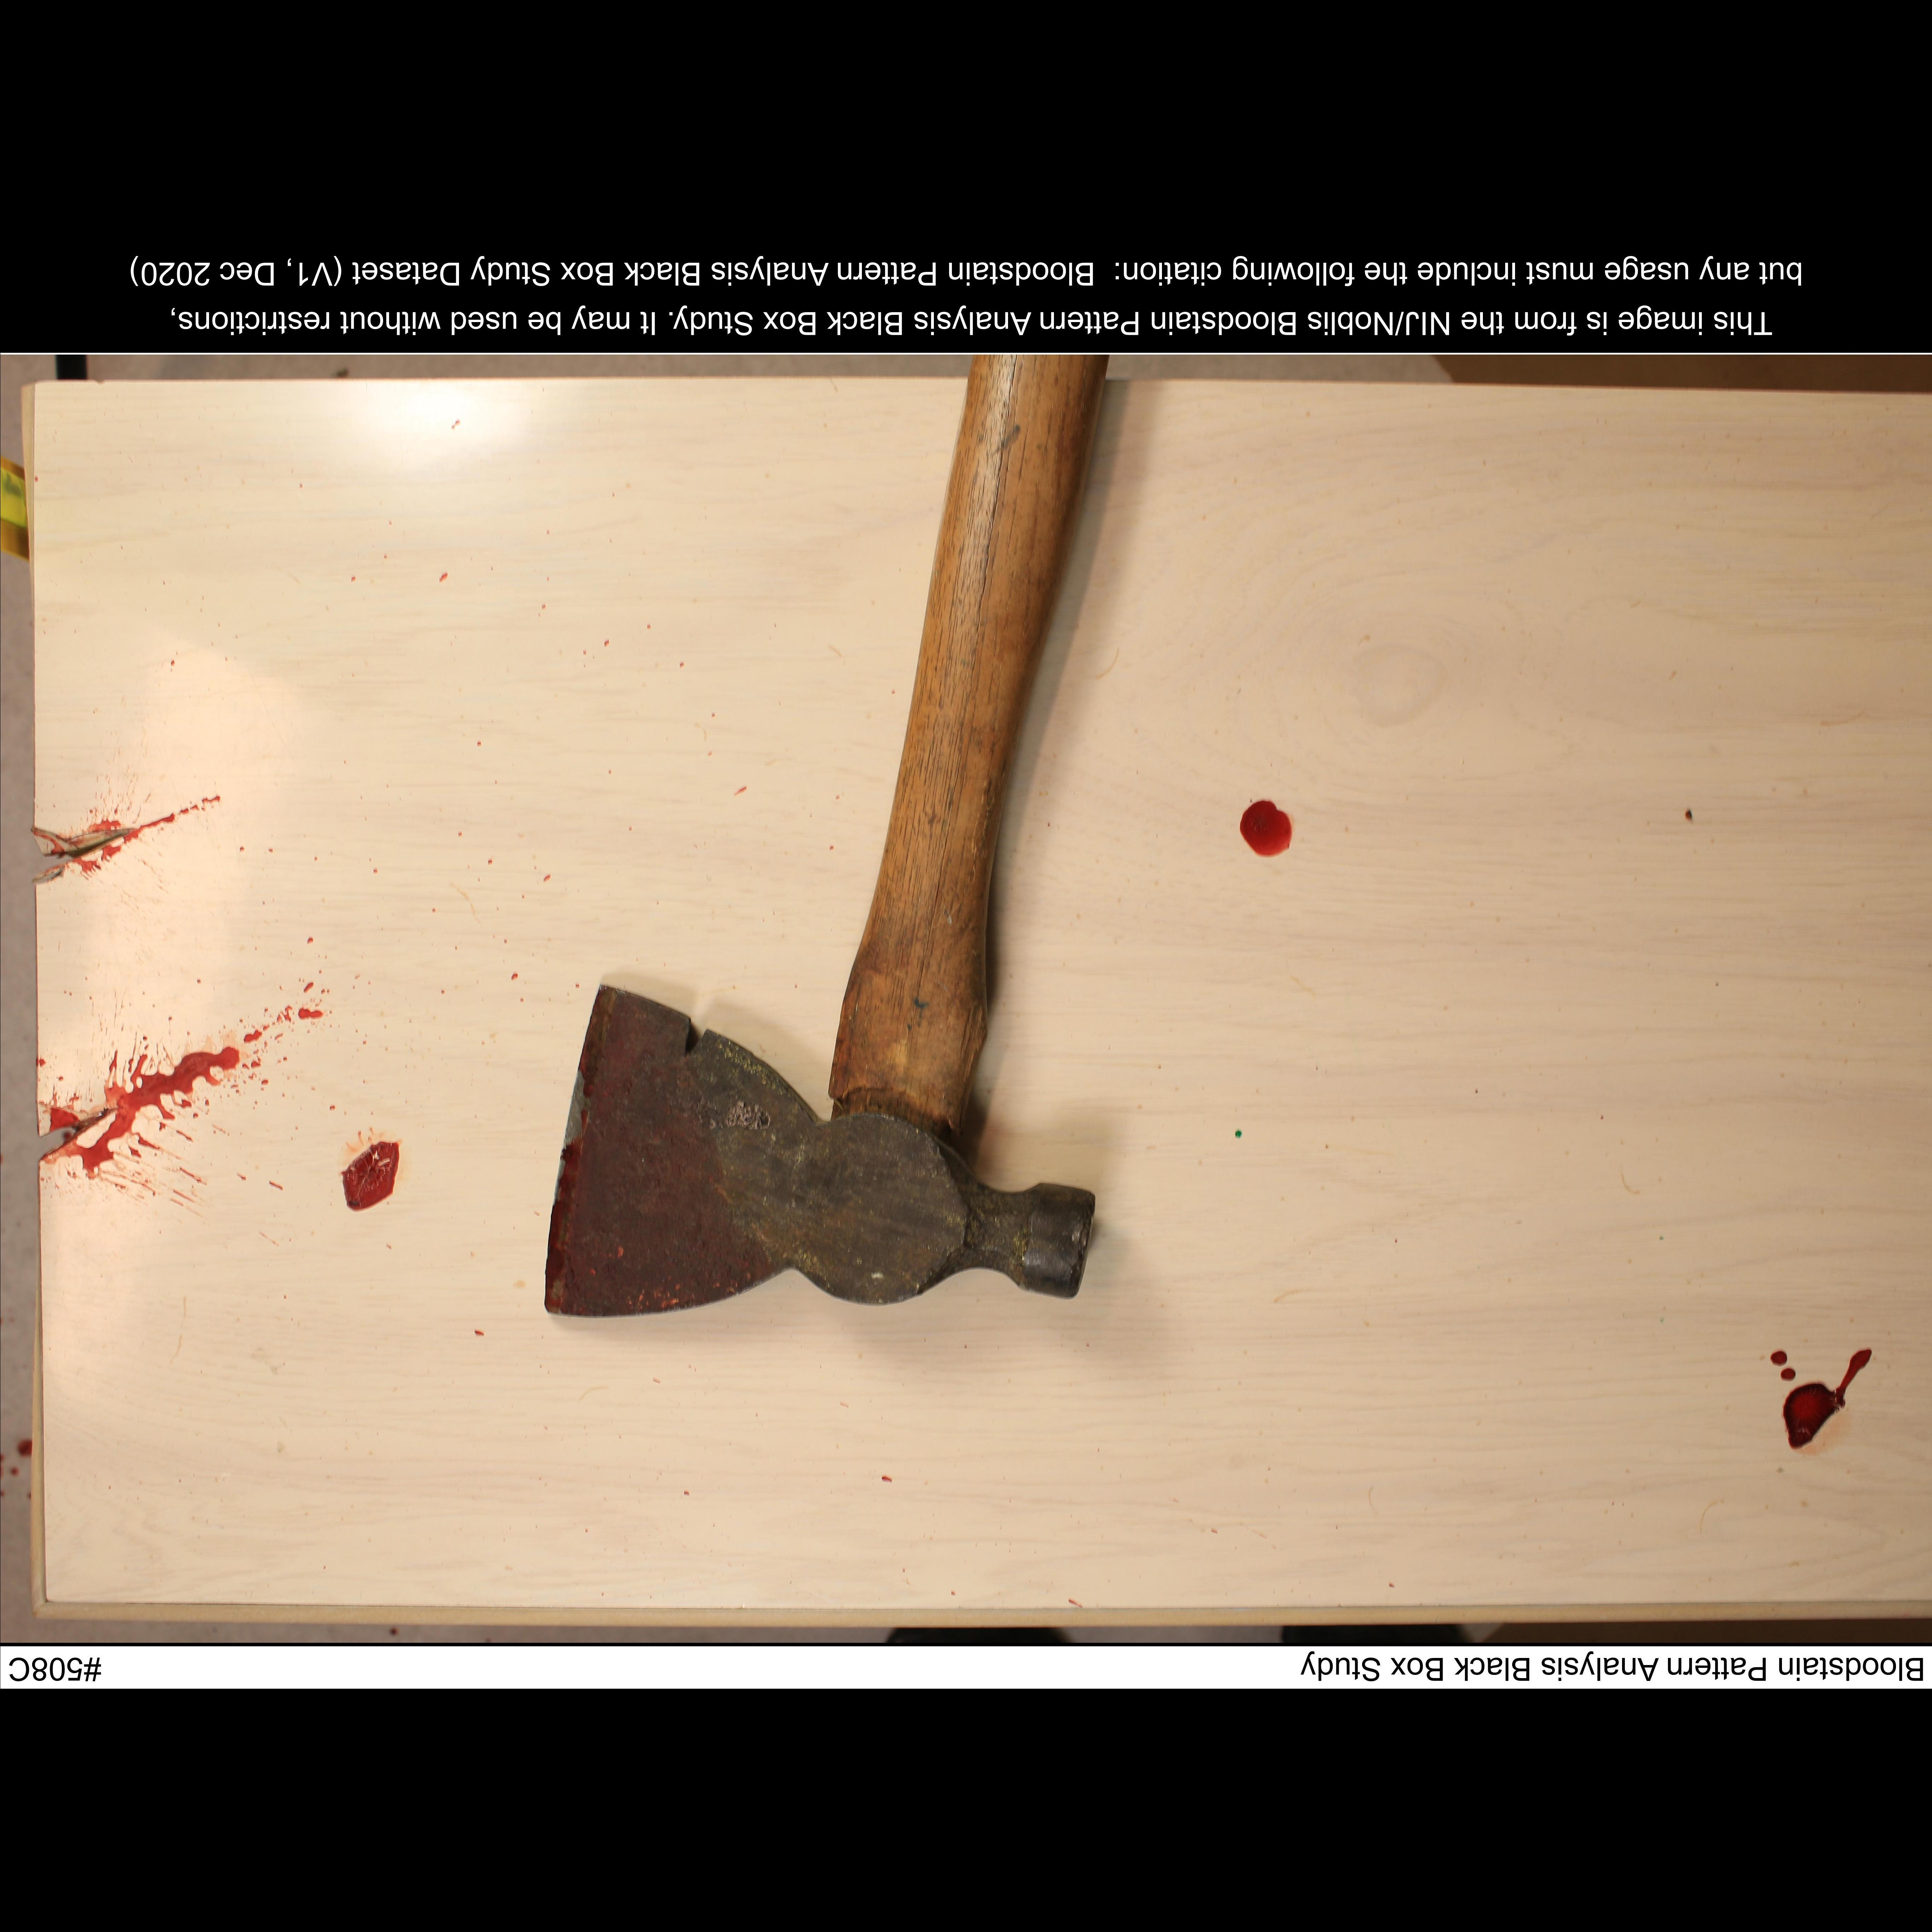 Bloodstain Pattern Analysis Black Box Study #508C
This image is from the NIJ/Noblis Bloodstain Pattern Analysis Black Box Study. It may be used without restrictions,
but any usage must include the following citation:  Bloodstain Pattern Analysis Black Box Study Dataset (V1, Dec 2020)